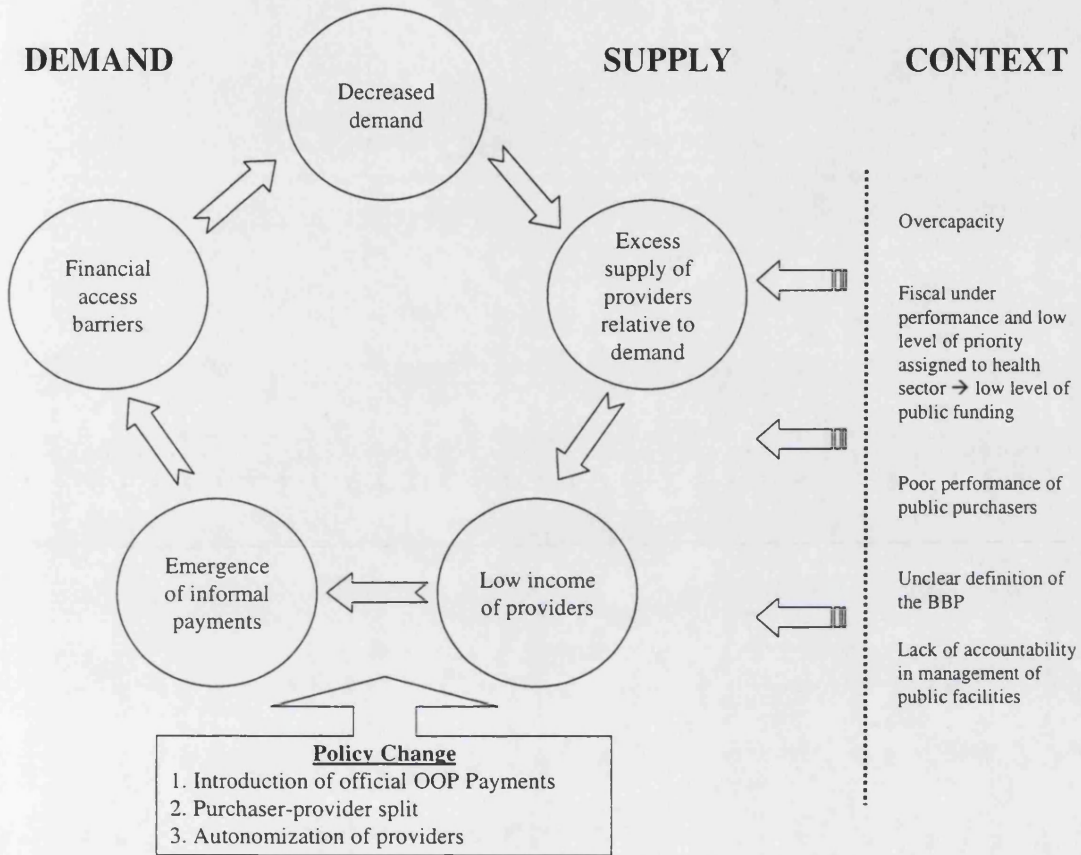 DEMAND
SUPPLY
CONTEXT
Decreased
demand
Financial
access
barriers
Excess
supply of
providers
relative to
demand
Emergence
of informal
payments
Low income
of providers
Overcapacity
Fiscal under
performance and low
level of priority
assigned to health
sector → low level of
public funding
Poor performance of
public purchasers
Unclear definition of
the BBP
Lack of accountability
in management of
public facilities
Policy Change
1. Introduction of official OOP Payments
2. Purchaser-provider split
3. Autonomization of providers